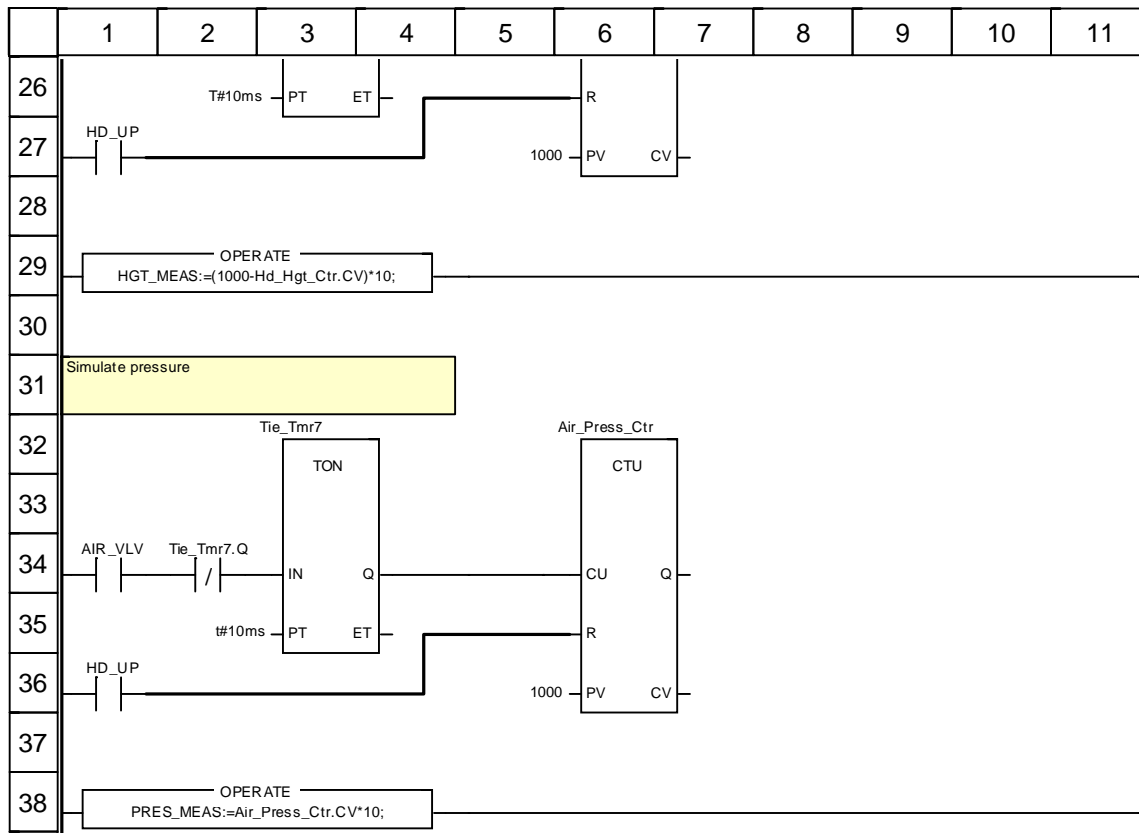 1 2 3 4 5 6 7 8 9 10 11
26
T#10ms PT ET R
HD_UP
27
1000 PV CV
28
OPERATE
29
HGT_MEAS:=(1000-Hd_Hgt_Ctr.CV)*10;
30
Simulate pressure
31
Tie_Tmr7 Air_Press_Ctr
32
TON CTU
33
AIR_VLV Tie_Tmr7.Q
34
/ IN Q CU Q
35
t#10ms PT ET R
HD_UP
36
1000 PV CV
37
OPERATE
38
PRES_MEAS:=Air_Press_Ctr.CV*10;